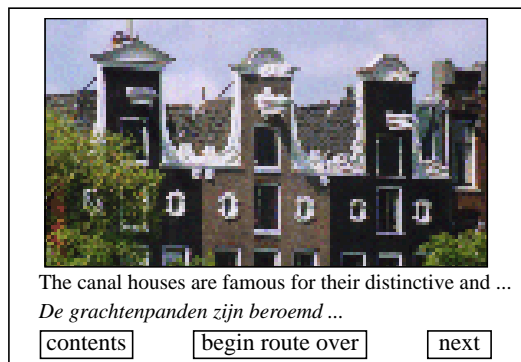 The canal houses are famous for their distinctive and ...
De grachtenpanden zijn beroemd ...
contents begin route over next